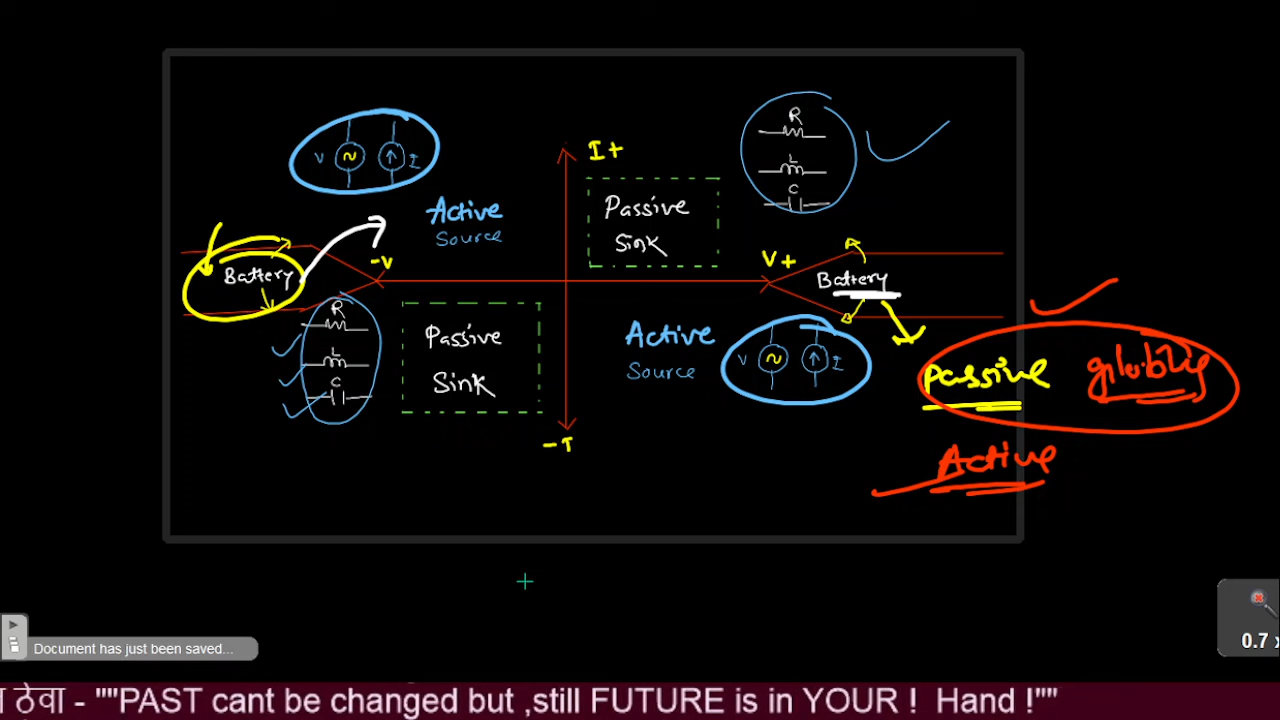 I+
R
L
C
V
I
Active
Source
Passive
Sink
Battery
-V
V+
Battery
R
L
C
Passive
Sink
Active
Source
V
I
Passive
Active
-I
Document has just been saved...
0.7
ठेवा - ""PAST cant be changed but ,still FUTURE is in YOUR ! Hand !""